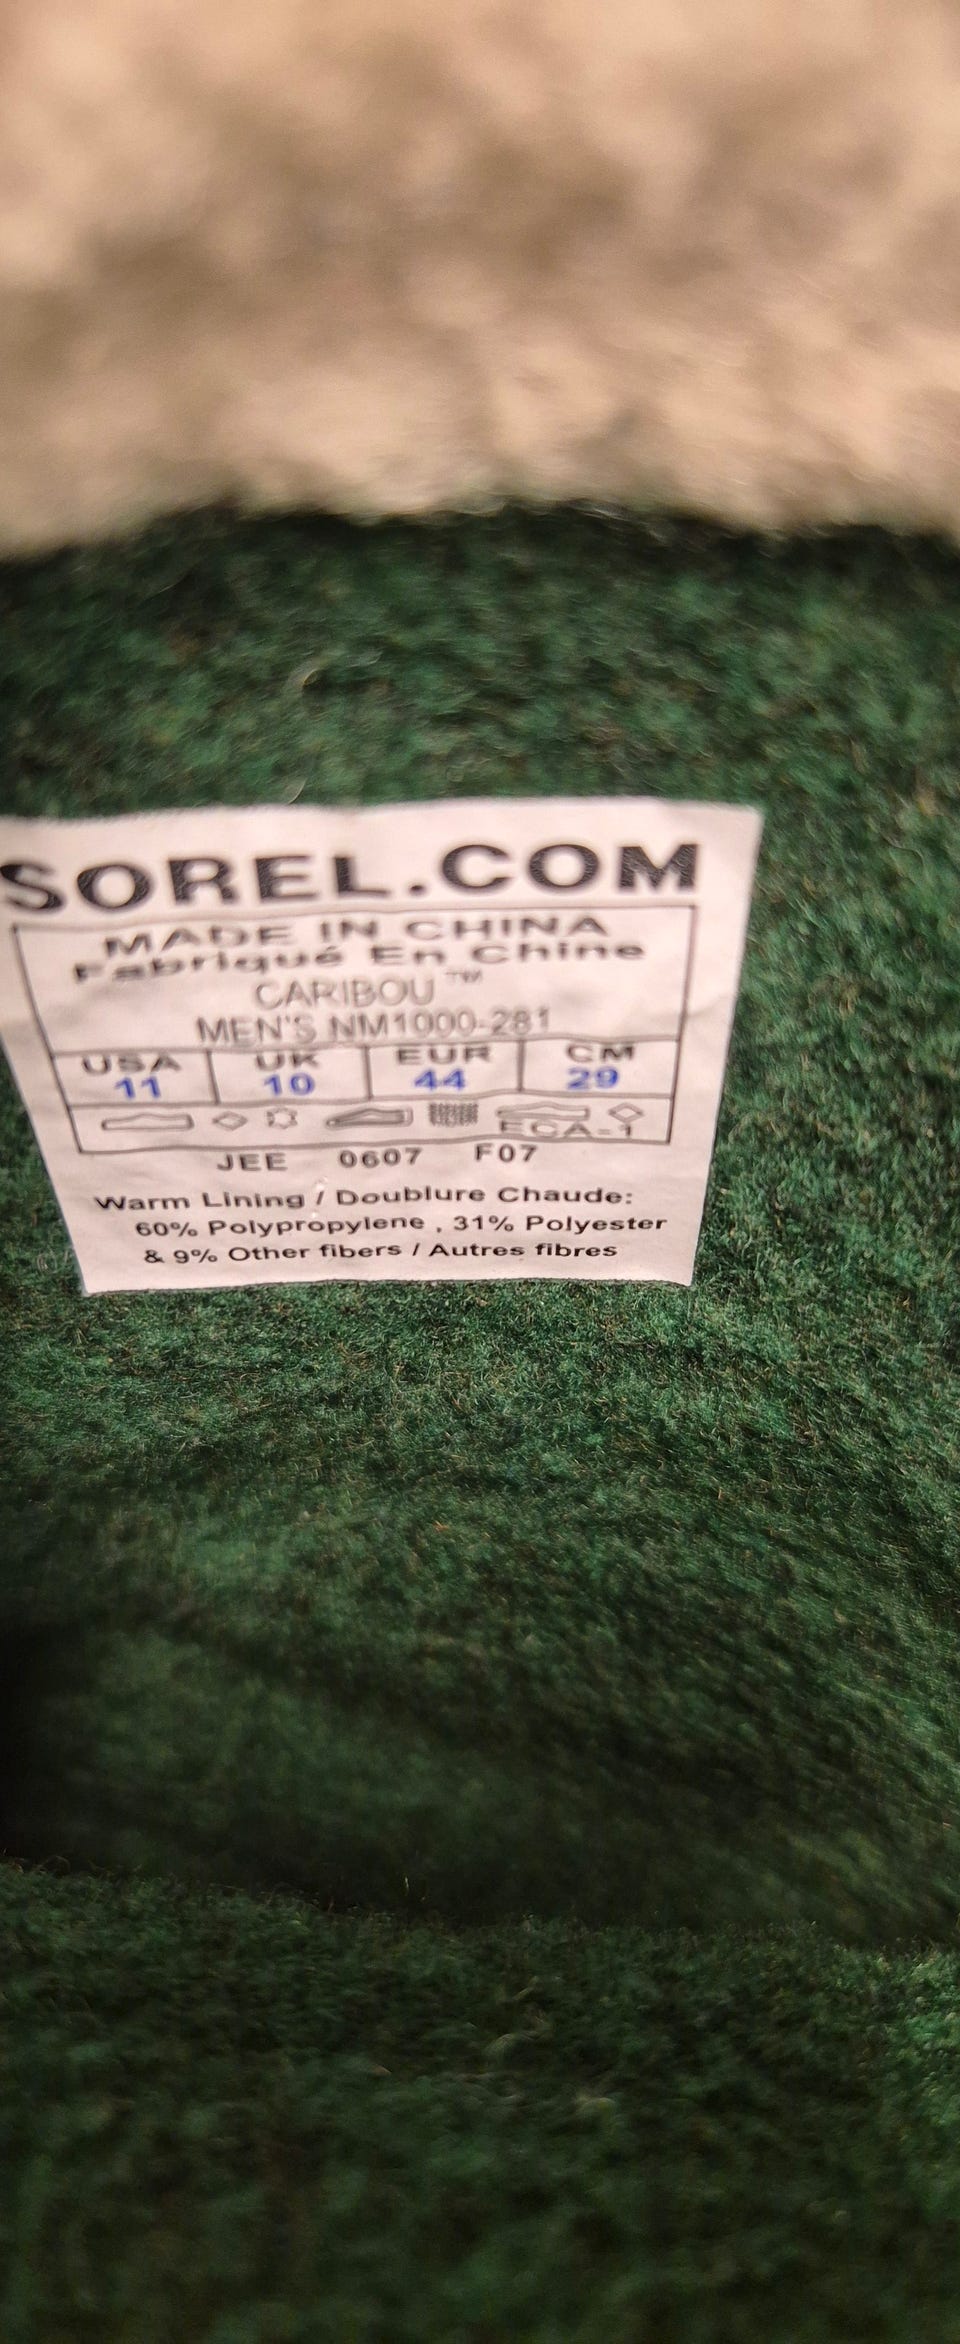 SOREL.COM
MADE IN CHINA
Fabriqué En Chine
CARIBOU™
MEN'S NM1000-281
USA UK EUR CM
11 10 44 29
ECA-1
JEE 0607 F07
Warm Lining / Doublure Chaude:
60% Polypropylene , 31% Polyester
& 9% Other fibers / Autres fibres